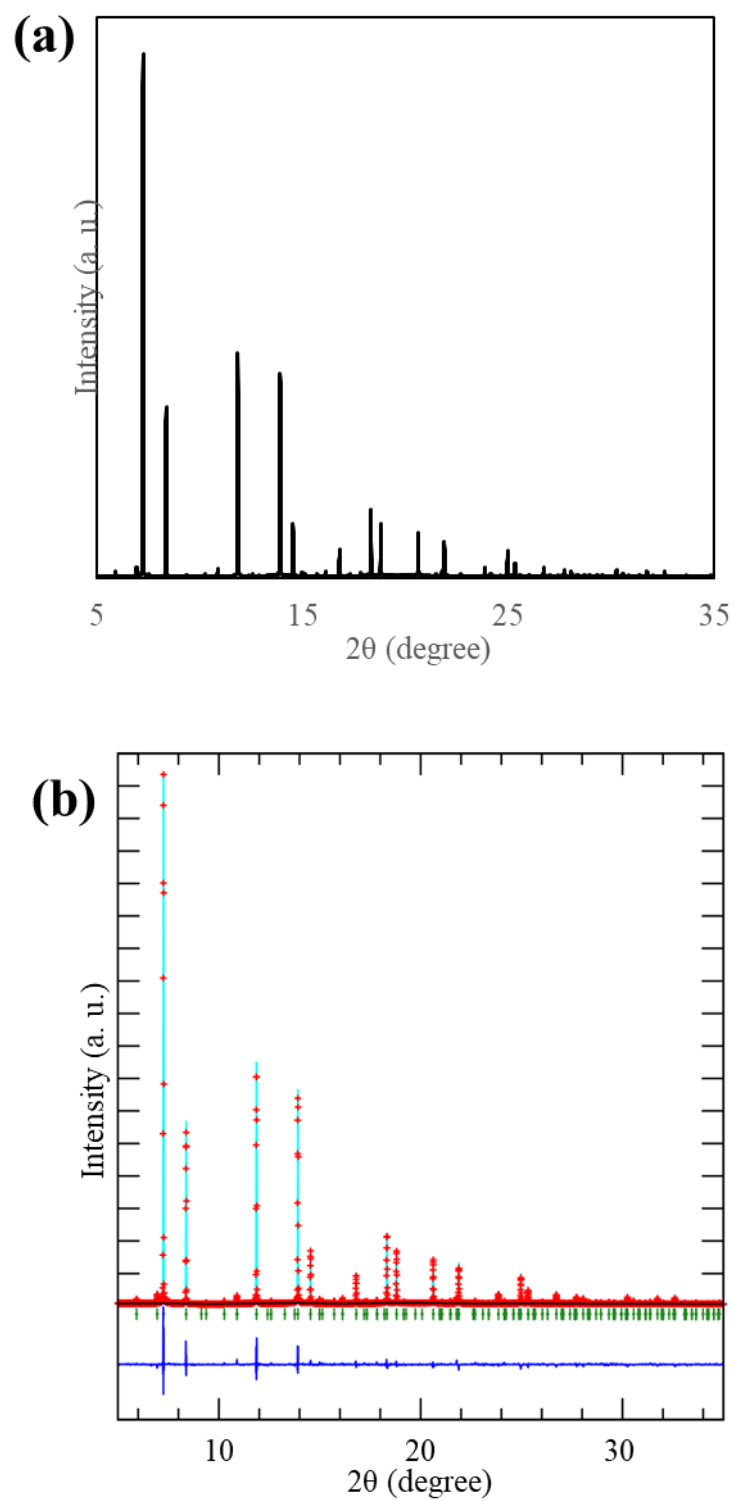 (a)
Intensity (a. u.)
5 15 25 35
2θ (degree)
(b)
Intensity (a. u.)
10 20 30
2θ (degree)